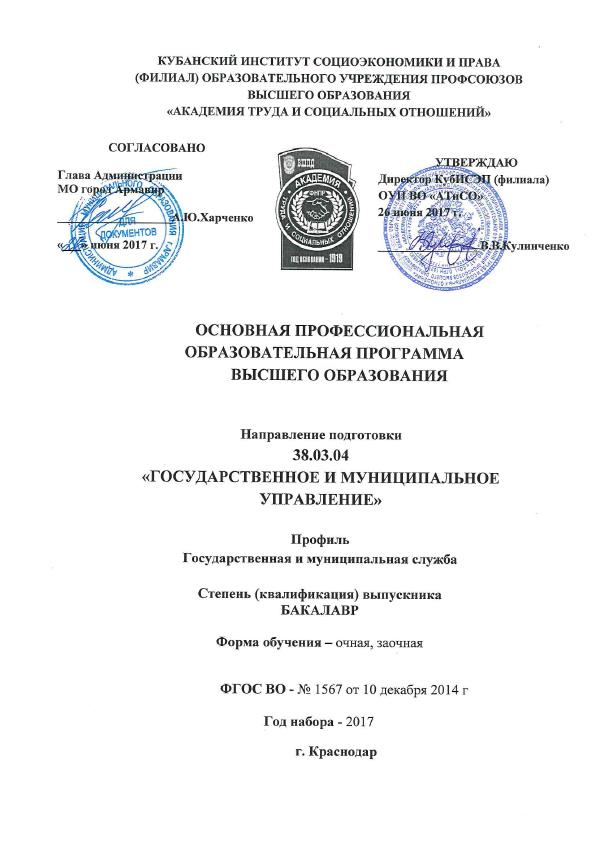 КУБАНСКИЙ ИНСТИТУТ СОЦИОЭКОНОМИКИ И ПРАВА
(ФИЛИАЛ) ОБРАЗОВАТЕЛЬНОГО УЧРЕЖДЕНИЯ ПРОФСОЮЗОВ
ВЫСШЕГО ОБРАЗОВАНИЯ
«АКАДЕМИЯ ТРУДА И СОЦИАЛЬНЫХ ОТНОШЕНИЙ»
СОГЛАСОВАНО
Глава Администрации
МО город Армавир
А.Ю.Харченко
июня 2017 г.
ДЛЯ
ДОКУМЕНТОВ
АКАДЕМИЯ
ТРУДА И СОЦИАЛЬНЫХ ОТНОШЕНИЙ
ФНПР
ГОД ОСНОВАНИЯ - 1919
УТВЕРЖДАЮ
Директор КубИСЭП (филиала)
ОУП ВО «АТиСО»
26 июня 2017 г.
В.В.Кулинченко
ОСНОВНАЯ ПРОФЕССИОНАЛЬНАЯ
ОБРАЗОВАТЕЛЬНАЯ ПРОГРАММА
ВЫСШЕГО ОБРАЗОВАНИЯ
Направление подготовки
38.03.04
«ГОСУДАРСТВЕННОЕ И МУНИЦИПАЛЬНОЕ
УПРАВЛЕНИЕ»
Профиль
Государственная и муниципальная служба
Степень (квалификация) выпускника
БАКАЛАВР
Форма обучения – очная, заочная
ФГОС ВО - № 1567 от 10 декабря 2014 г
Год набора - 2017
г. Краснодар